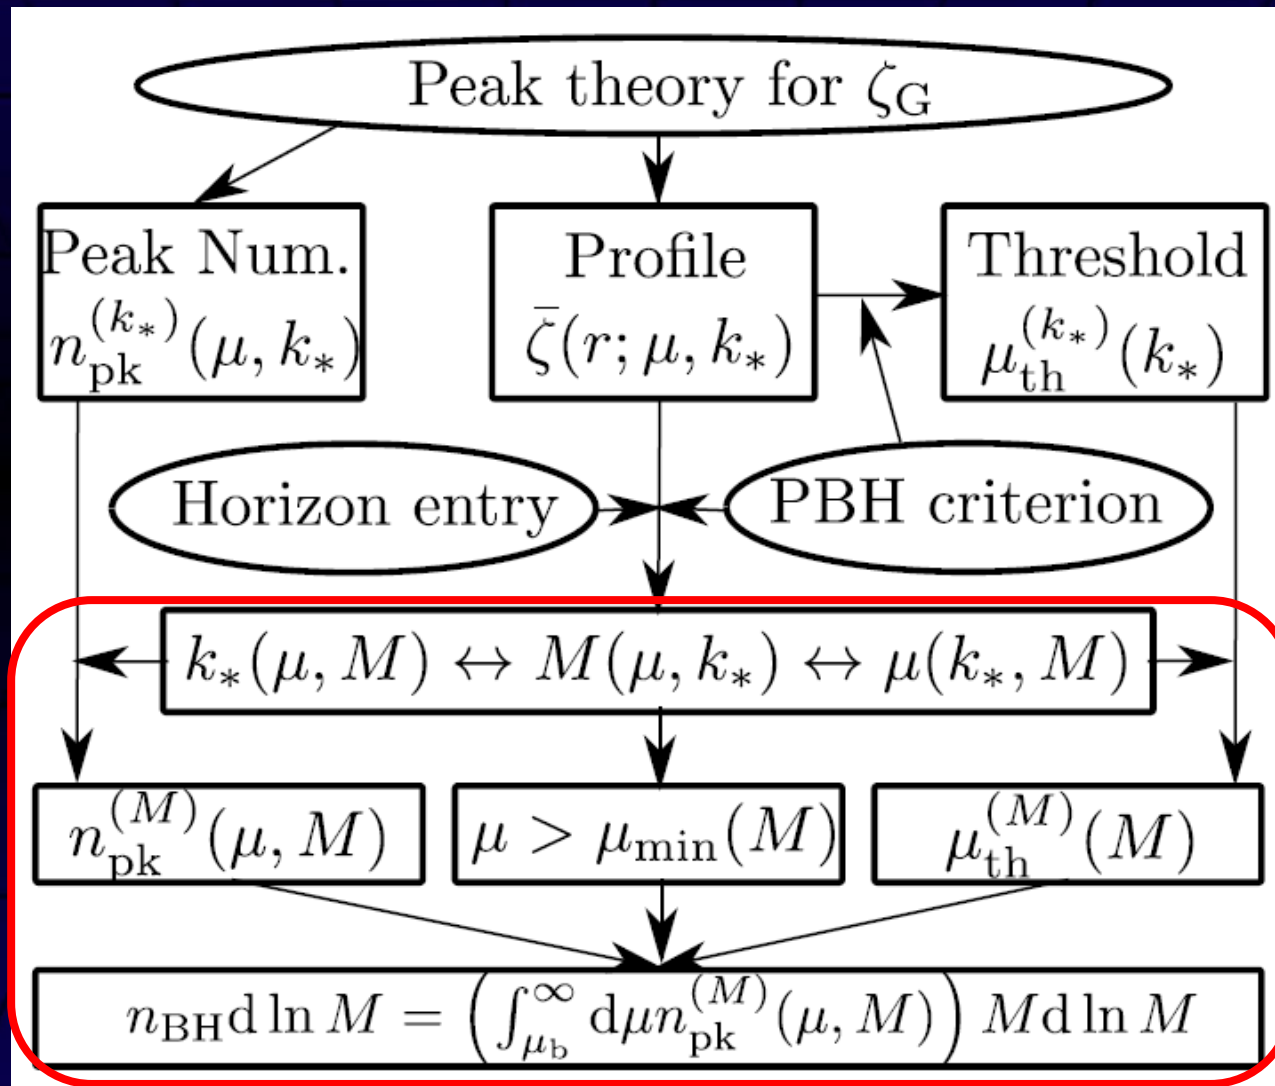 Peak theory for ζ_G
Peak Num.
n_pk^(k_*)(μ, k_*)
Profile
ζ̄(r; μ, k_*)
Threshold
μ_th^(k_*)(k_*)
Horizon entry
PBH criterion
k_*(μ, M) ↔ M(μ, k_*) ↔ μ(k_*, M)
n_pk^(M)(μ, M)
μ > μ_min(M)
μ_th^(M)(M)
n_BH d ln M = (∫_{μ_b}^∞ dμ n_pk^(M)(μ, M)) M d ln M